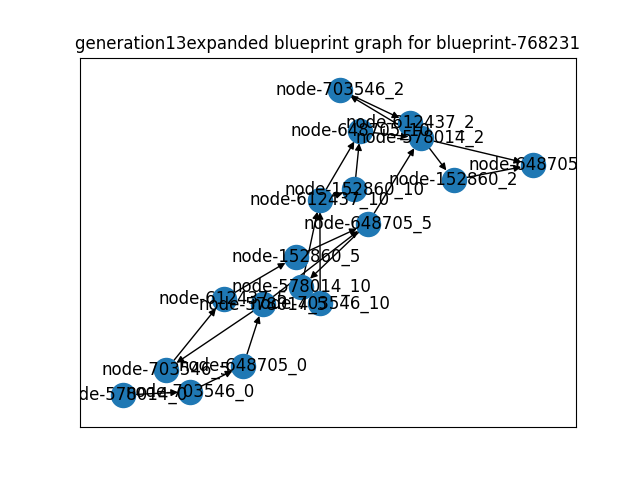 generation13expanded blueprint graph for blueprint-768231
node-703546_2
node-612437_2
node-648705_10
node-578014_2
node-648705
node-152860_2
node-152860_10
node-612437_10
node-648705_5
node-152860_5
node-578014_10
node-612437_5
node-578014_5
node-703546_10
node-648705_0
node-703546_5
de-578014_0
node-703546_0